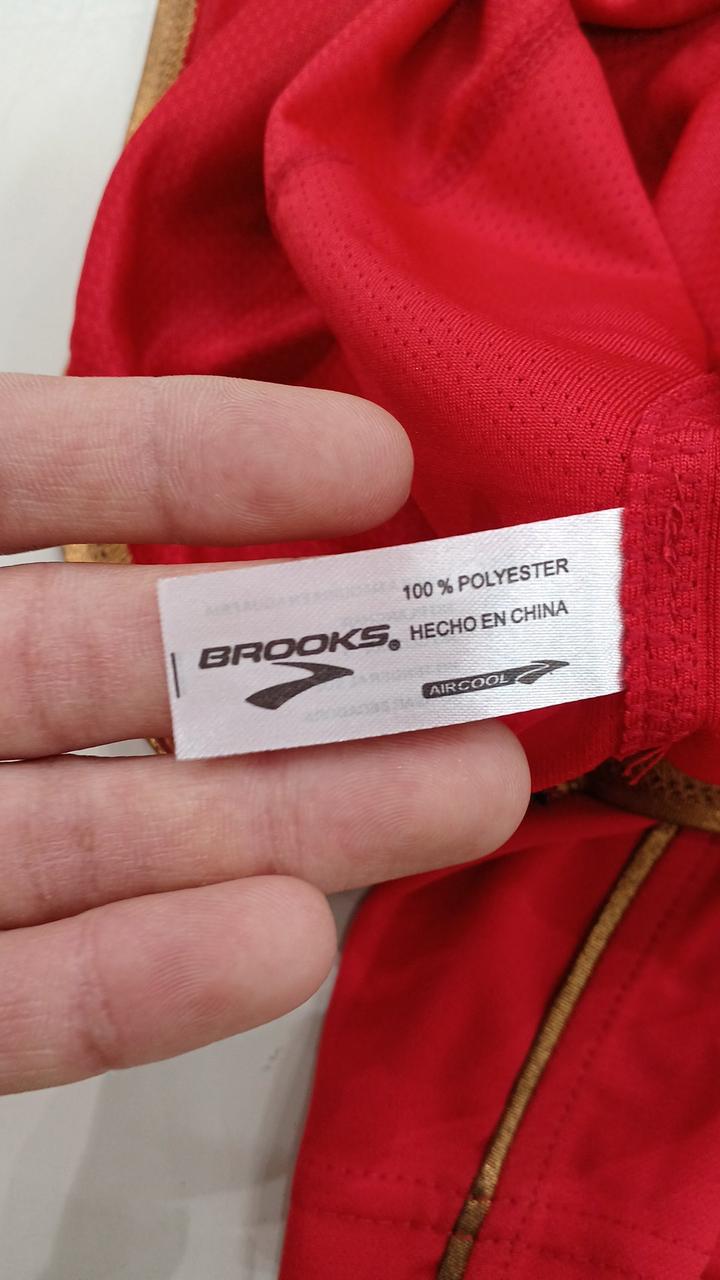 100 % POLYESTER
BROOKS®
HECHO EN CHINA
AIRCOOL